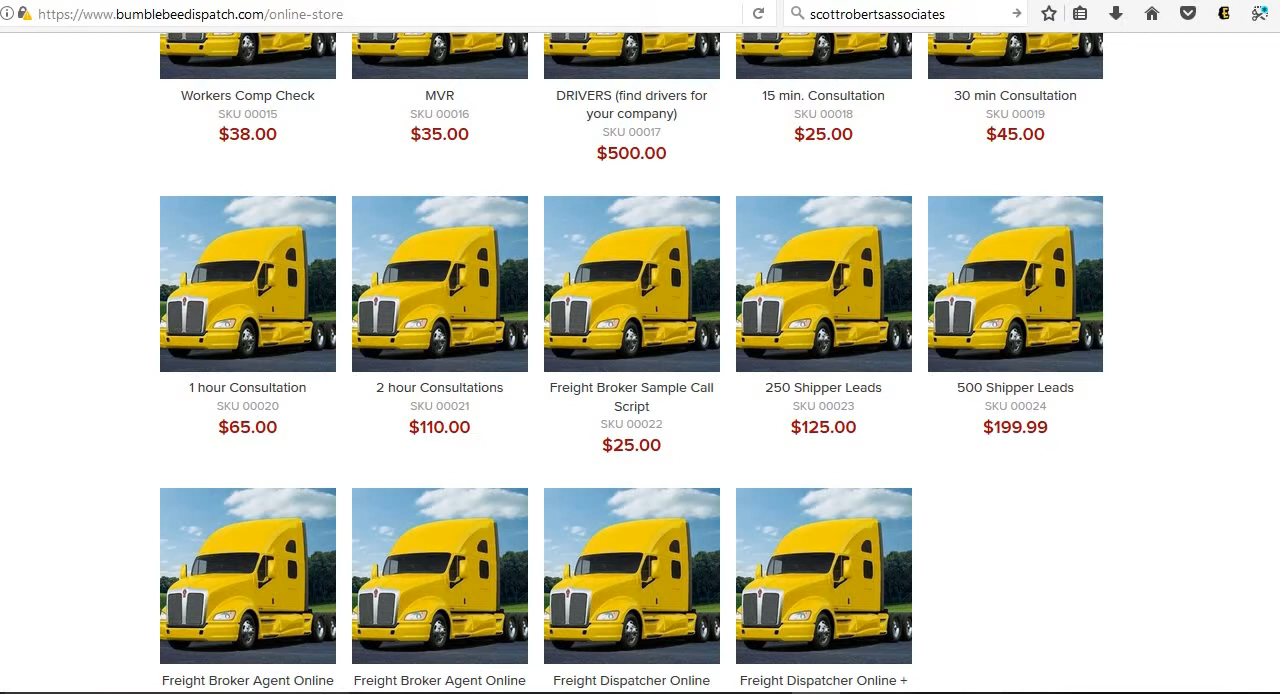 https://www.bumblebeedispatch.com/online-store
scottrobertsassociates
Workers Comp Check
SKU 00015
$38.00
MVR
SKU 00016
$35.00
DRIVERS (find drivers for
your company)
SKU 00017
$500.00
15 min. Consultation
SKU 00018
$25.00
30 min Consultation
SKU 00019
$45.00
1 hour Consultation
SKU 00020
$65.00
2 hour Consultations
SKU 00021
$110.00
Freight Broker Sample Call
Script
SKU 00022
$25.00
250 Shipper Leads
SKU 00023
$125.00
500 Shipper Leads
SKU 00024
$199.99
Freight Broker Agent Online
Freight Broker Agent Online
Freight Dispatcher Online
Freight Dispatcher Online +